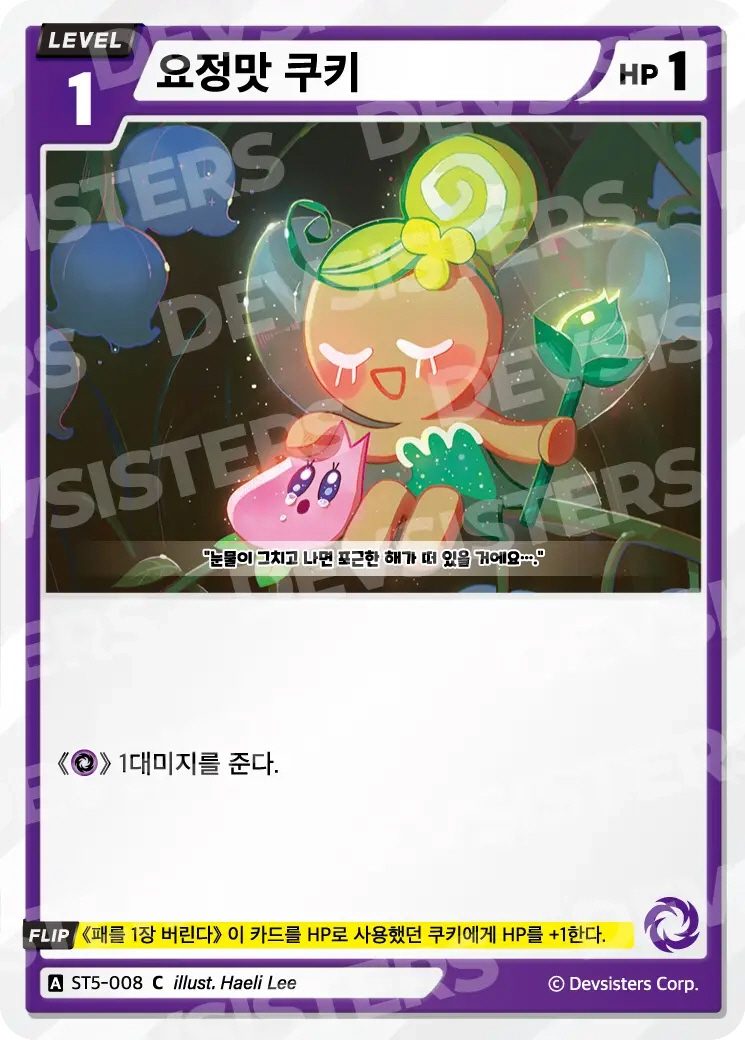 LEVEL
1
요정맛 쿠키
HP 1
"눈물이 그치고 나면 포근한 해가 떠 있을 거에요…."
《》 1대미지를 준다.
FLIP 《패를 1장 버린다》 이 카드를 HP로 사용했던 쿠키에게 HP를 +1한다.
A ST5-008 C illust. Haeli Lee
© Devsisters Corp.
DEVSISTERS